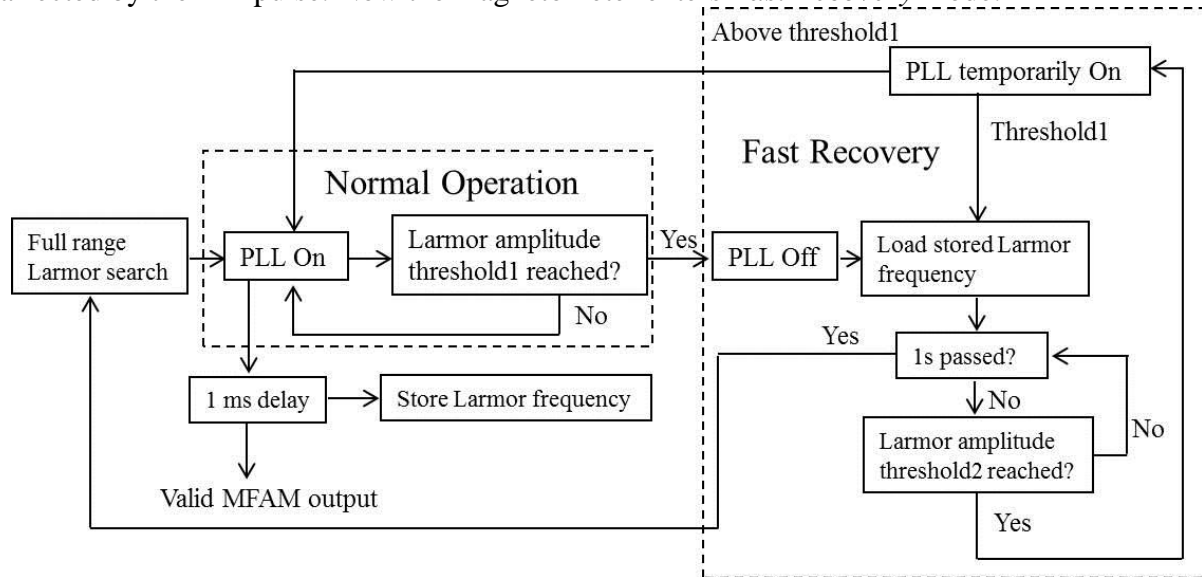 Above threshold1
PLL temporarily On
Threshold1
Fast Recovery
Normal Operation
Full range
Larmor search
PLL On
Larmor amplitude
threshold1 reached?
Yes
No
PLL Off
Load stored Larmor
frequency
Yes
1s passed?
No
No
1 ms delay
Store Larmor frequency
Larmor amplitude
threshold2 reached?
Valid MFAM output
Yes